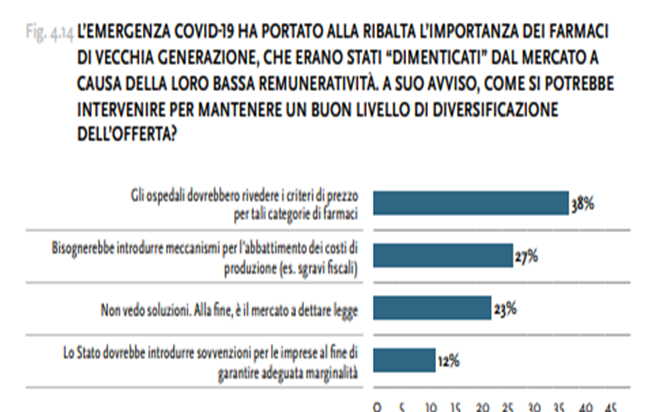 Fig. 4.14 L'EMERGENZA COVID-19 HA PORTATO ALLA RIBALTA L'IMPORTANZA DEI FARMACI
DI VECCHIA GENERAZIONE, CHE ERANO STATI “DIMENTICATI” DAL MERCATO A
CAUSA DELLA LORO BASSA REMUNERATIVITÀ. A SUO AVVISO, COME SI POTREBBE
INTERVENIRE PER MANTENERE UN BUON LIVELLO DI DIVERSIFICAZIONE
DELL'OFFERTA?
Gli ospedali dovrebbero rivedere i criteri di prezzo
per tali categorie di farmaci
38%
Bisognerebbe introdurre meccanismi per l'abbattimento dei costi di
produzione (es. sgravi fiscali)
27%
Non vedo soluzioni. Alla fine, è il mercato a dettare legge
23%
Lo Stato dovrebbe introdurre sovvenzioni per le imprese al fine di
garantire adeguata marginalità
12%
0 5 10 15 20 25 30 35 40 45